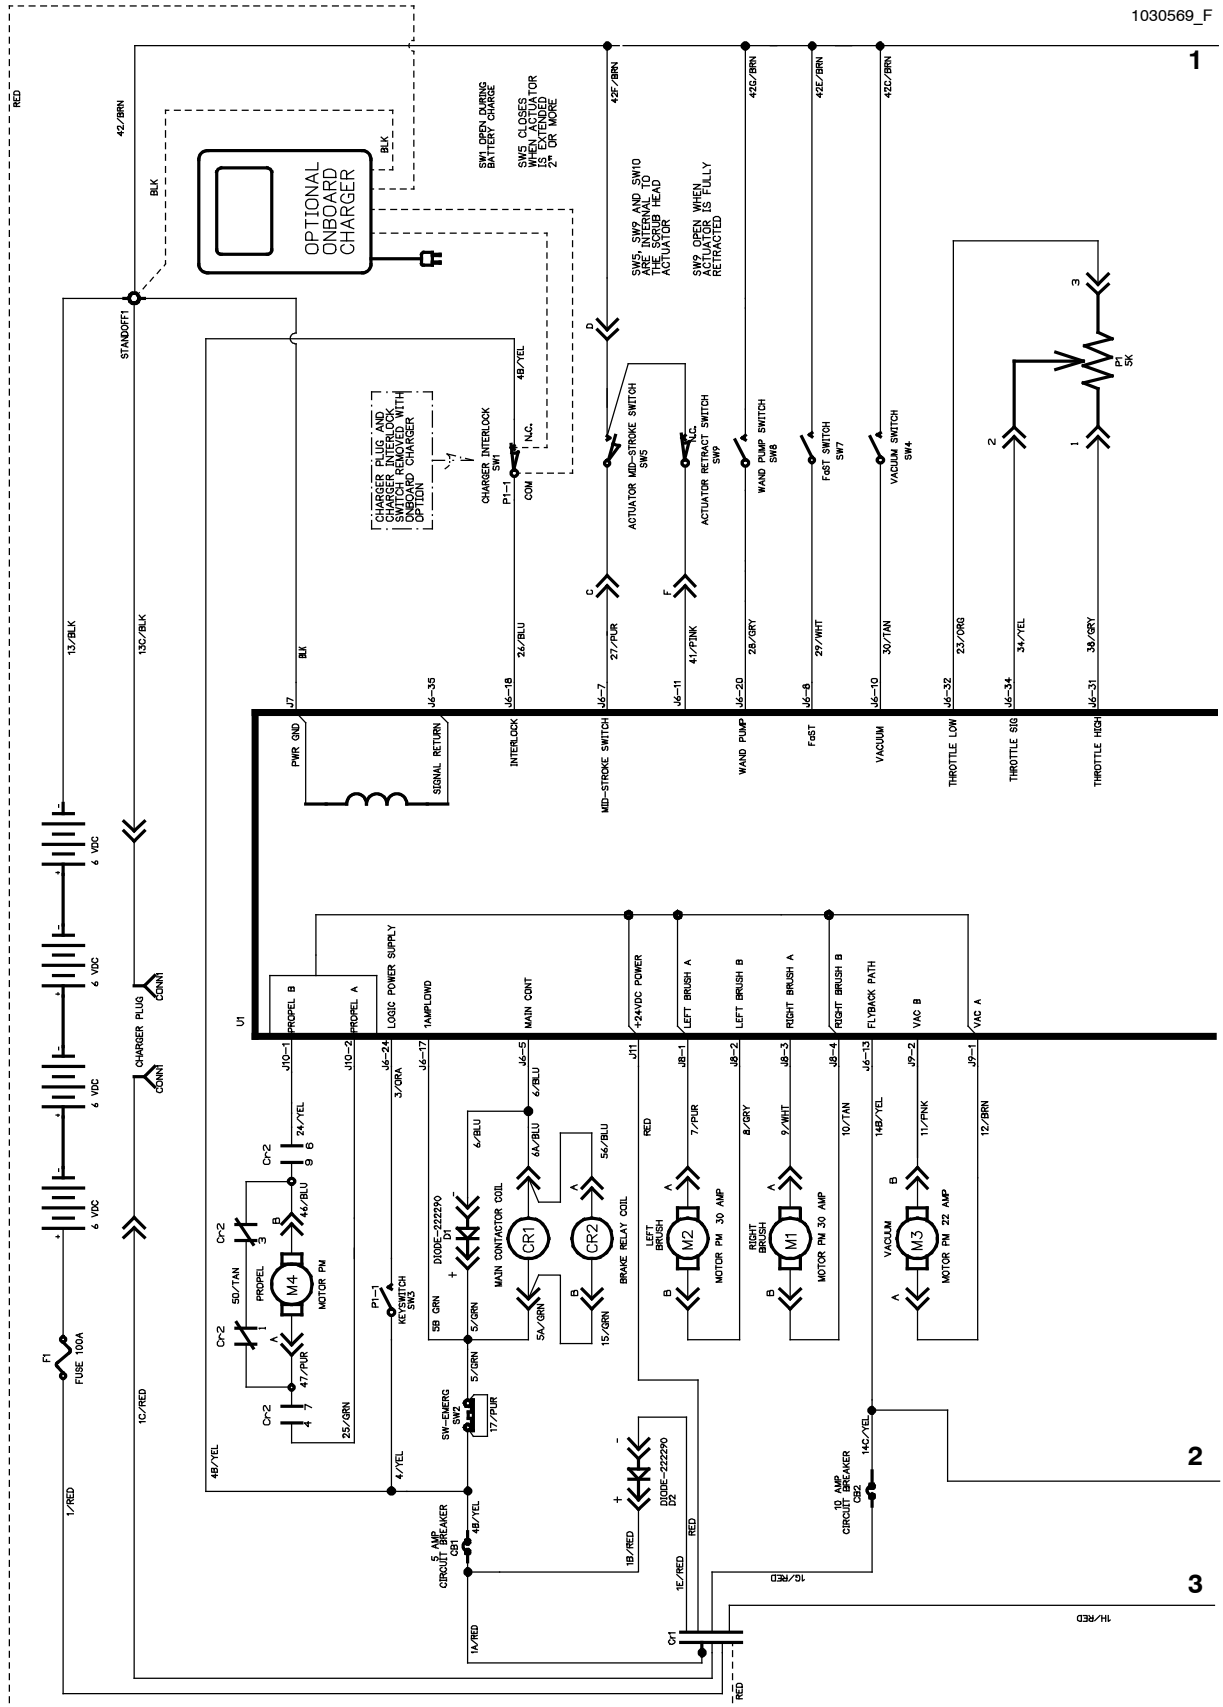 1030569_F
1
RED
42/BRN
BLK
BLK
OPTIONAL
ONBOARD
CHARGER
SW1 OPEN DURING
BATTERY CHARGE
SW5 CLOSES
WHEN ACTUATOR
IS EXTENDED
2" OR MORE
42F/BRN
42G/BRN
42E/BRN
42C/BRN
SW5, SW9 AND SW10
ARE INTERNAL TO
THE SCRUB HEAD
ACTUATOR
SW9 OPEN WHEN
ACTUATOR IS FULLY
RETRACTED
STANDOFF1
CHARGER PLUG AND
CHARGER INTERLOCK
SWITCH REMOVED WITH
ONBOARD CHARGER
OPTION
4B/YEL
N.C.
CHARGER INTERLOCK
SW1
P1-1
COM
D
ACTUATOR MID-STROKE SWITCH
SW5
N.C.
ACTUATOR RETRACT SWITCH
SW9
WAND PUMP SWITCH
SW8
FaST SWITCH
SW7
VACUUM SWITCH
SW4
3
P1
5K
2
1
C
F
13/BLK
13C/BLK
BLK
26/BLU
27/PUR
41/PINK
28/GRY
29/WHT
30/TAN
23/ORG
34/YEL
38/GRY
J7
J6-35
J6-18
J6-7
J6-11
J6-20
J6-8
J6-10
J6-32
J6-34
J6-31
PWR GND
SIGNAL RETURN
INTERLOCK
MID-STROKE SWITCH
WAND PUMP
FaST
VACUUM
THROTTLE LOW
THROTTLE SIG
THROTTLE HIGH
- + 6 VDC
- + 6 VDC
- + 6 VDC
- + 6 VDC
CONN1
CHARGER PLUG
CONN1
U1
PROPEL B
PROPEL A
LOGIC POWER SUPPLY
1AMPLOWD
MAIN CONT
+24VDC POWER
LEFT BRUSH A
LEFT BRUSH B
RIGHT BRUSH A
RIGHT BRUSH B
FLYBACK PATH
VAC B
VAC A
J10-1
J10-2
J6-24
J6-17
J6-5
J11
J8-1
J8-2
J8-3
J8-4
J6-13
J9-2
J9-1
24/YEL
3/ORA
6/BLU
6/BLU
6A/BLU
56/BLU
RED
7/PUR
8/GRY
9/WHT
10/TAN
14B/YEL
11/PNK
12/BRN
Cr2
6
9
46/BLU
Cr2
3
B
50/TAN
PROPEL
M4
MOTOR PM
Cr2
1
A
47/PUR
Cr2
7
4
25/GRN
P1-1
KEYSWITCH
SW3
5B GRN
DIODE-222290
D1
-
+
5/GRN
MAIN CONTACTOR COIL
CR1
5A/GRN
A
CR2
B
BRAKE RELAY COIL
15/GRN
A
LEFT
BRUSH
M2
B
MOTOR PM 30 AMP
A
RIGHT
BRUSH
M1
B
MOTOR PM 30 AMP
B
VACUUM
M3
A
MOTOR PM 22 AMP
F1
FUSE 100A
1/RED
1C/RED
4B/YEL
4/YEL
5/GRN
SW-EMERG
SW2
17/PUR
5 AMP
CIRCUIT BREAKER
CB1
4B/YEL
-
+
DIODE-222290
D2
1B/RED
1E/RED
RED
14C/YEL
10 AMP
CIRCUIT BREAKER
CB2
2
1G/RED
3
1H/RED
1A/RED
Cr1
RED